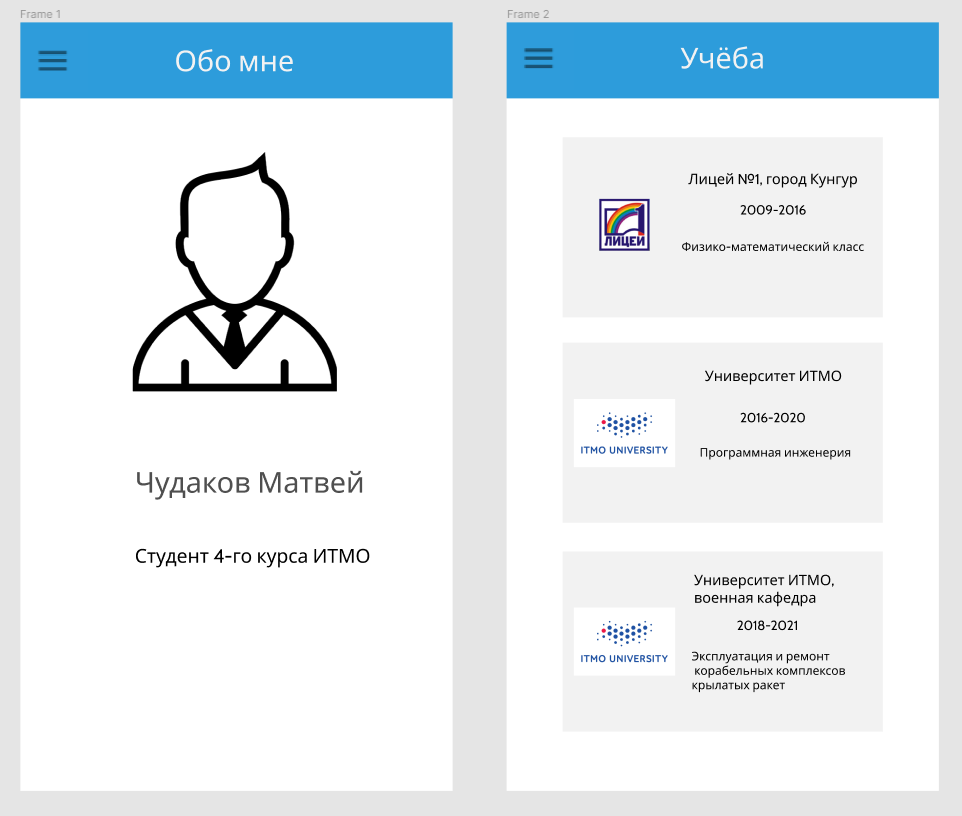 Frame 1
Обо мне
Чудаков Матвей
Студент 4-го курса ИТМО
Frame 2
Учёба
ЛИЦЕЙ
Лицей №1, город Кунгур
2009-2016
Физико-математический класс
ITMO UNIVERSITY
Университет ИТМО
2016-2020
Программная инженерия
ITMO UNIVERSITY
Университет ИТМО,
военная кафедра
2018-2021
Эксплуатация и ремонт
корабельных комплексов
крылатых ракет